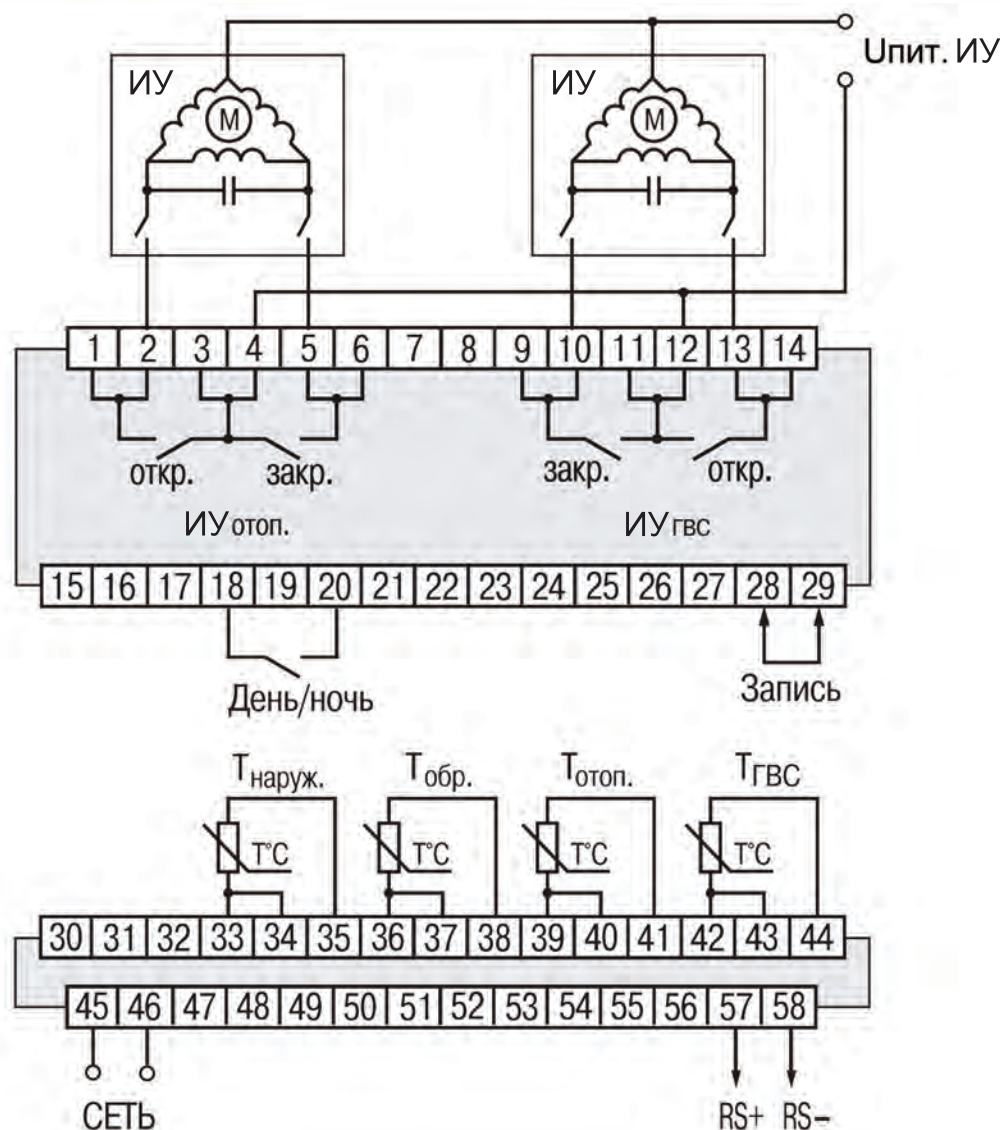 Uпит. ИУ
ИУ ИУ
М М
1 2 3 4 5 6 7 8 9 10 11 12 13 14
откр. закр. закр. откр.
ИУ отоп. ИУ ГВС
15 16 17 18 19 20 21 22 23 24 25 26 27 28 29
День/ночь Запись
Tнаруж. Tобр. Tотоп. TГВС
T°C T°C T°C T°C
30 31 32 33 34 35 36 37 38 39 40 41 42 43 44
45 46 47 48 49 50 51 52 53 54 55 56 57 58
СЕТЬ RS+ RS–